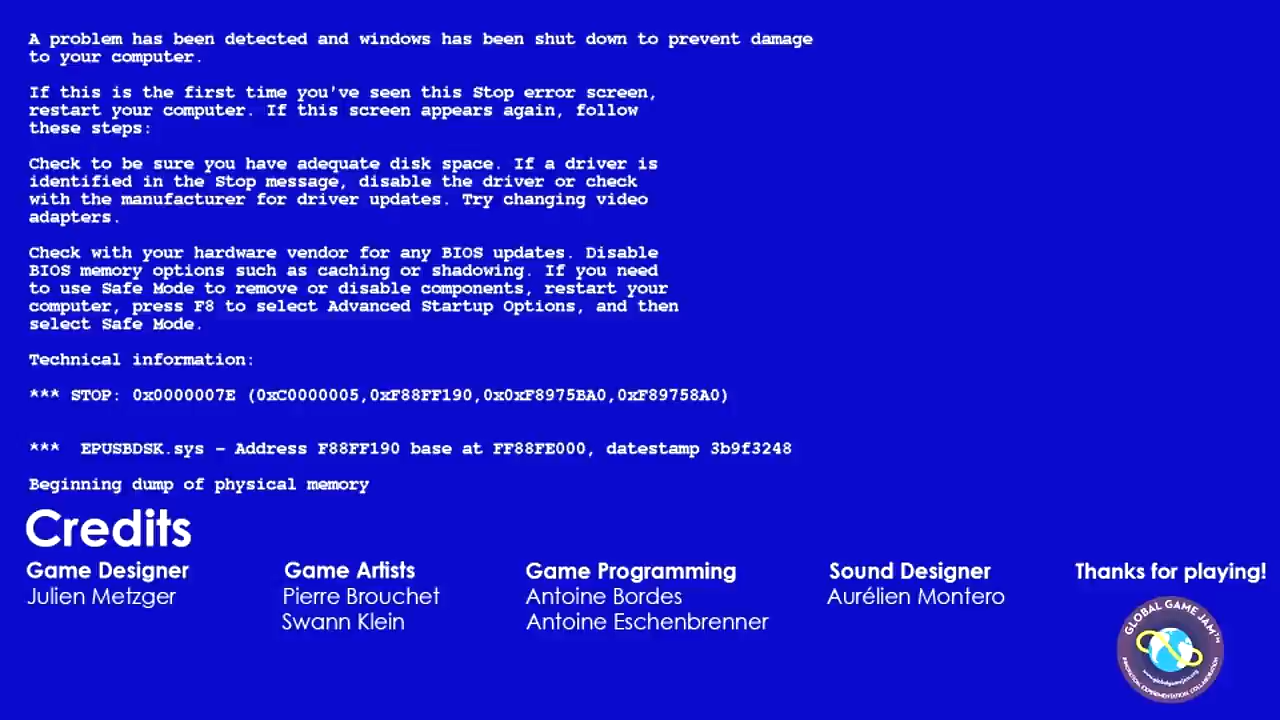 A problem has been detected and windows has been shut down to prevent damage
to your computer.
If this is the first time you've seen this Stop error screen,
restart your computer. If this screen appears again, follow
these steps:
Check to be sure you have adequate disk space. If a driver is
identified in the Stop message, disable the driver or check
with the manufacturer for driver updates. Try changing video
adapters.
Check with your hardware vendor for any BIOS updates. Disable
BIOS memory options such as caching or shadowing. If you need
to use Safe Mode to remove or disable components, restart your
computer, press F8 to select Advanced Startup Options, and then
select Safe Mode.
Technical information:
*** STOP: 0x0000007E (0xC0000005,0xF88FF190,0x0xF8975BA0,0xF89758A0)
*** EPUSBDSK.sys – Address F88FF190 base at FF88FE000, datestamp 3b9f3248
Beginning dump of physical memory
Credits
Game Designer
Julien Metzger
Game Artists
Pierre Brouchet
Swann Klein
Game Programming
Antoine Bordes
Antoine Eschenbrenner
Sound Designer
Aurélien Montero
Thanks for playing!
GLOBAL GAME JAM™
www.globalgamejam.org
INNOVATION, EXPERIMENTATION, COLLABORATION